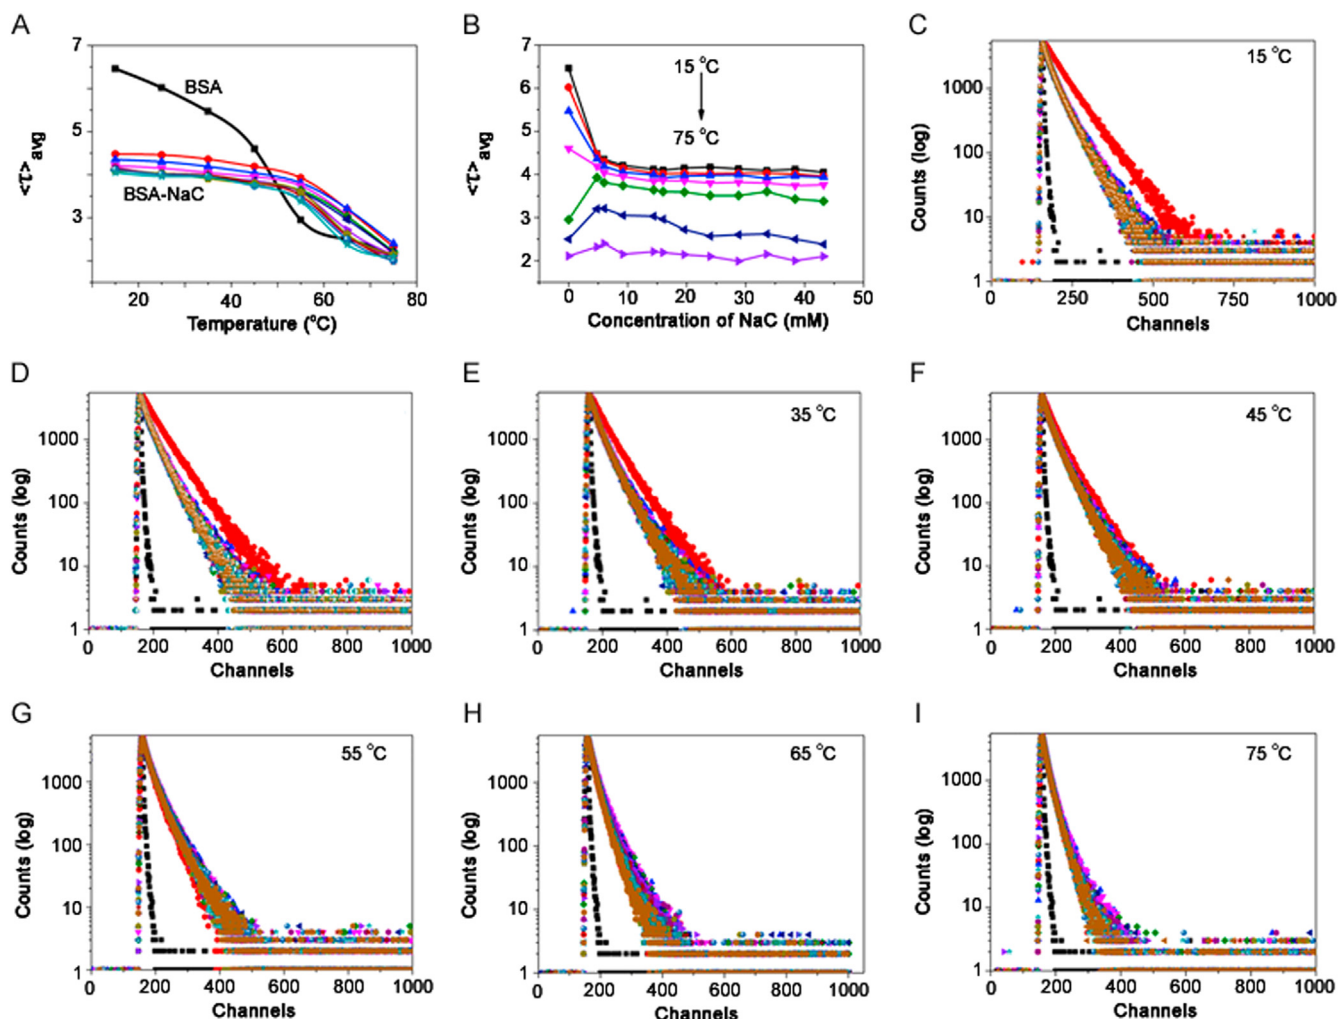 A
7
5
3
<τ>avg
BSA
BSA-NaC
20 40 60 80
Temperature (°C)
B
7
6
5
4
3
2
<τ>avg
15 °C
75 °C
0 10 20 30 40 50
Concentration of NaC (mM)
C
1000
100
10
1
Counts (log)
15 °C
0 250 500 750 1000
Channels
D
1000
100
10
1
Counts (log)
0 200 400 600 800 1000
Channels
E
1000
100
10
1
Counts (log)
35 °C
0 200 400 600 800 1000
Channels
F
1000
100
10
1
Counts (log)
45 °C
0 200 400 600 800 1000
Channels
G
1000
100
10
1
Counts (log)
55 °C
0 200 400 600 800 1000
Channels
H
1000
100
10
1
Counts (log)
65 °C
200 400 600 800 1000
Channels
I
1000
100
10
1
Counts (log)
75 °C
0 200 400 600 800 1000
Channels